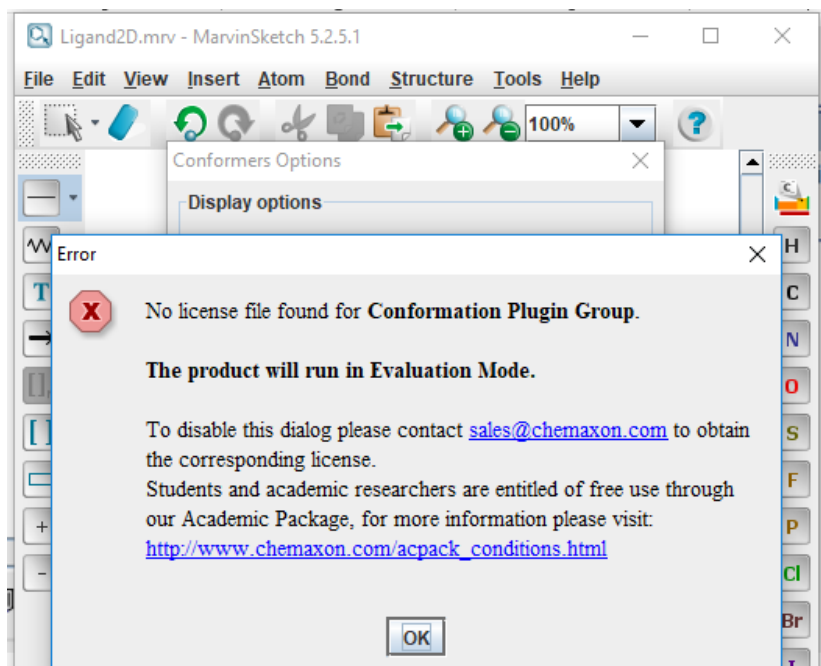 Ligand2D.mrv - MarvinSketch 5.2.5.1
File Edit View Insert Atom Bond Structure Tools Help
100%
?
Conformers Options
Display options
Error
No license file found for Conformation Plugin Group.
The product will run in Evaluation Mode.
To disable this dialog please contact sales@chemaxon.com to obtain
the corresponding license.
Students and academic researchers are entitled of free use through
our Academic Package, for more information please visit:
http://www.chemaxon.com/acpack_conditions.html
OK
T
[ ]
+
-
H
C
N
O
S
F
P
Cl
Br